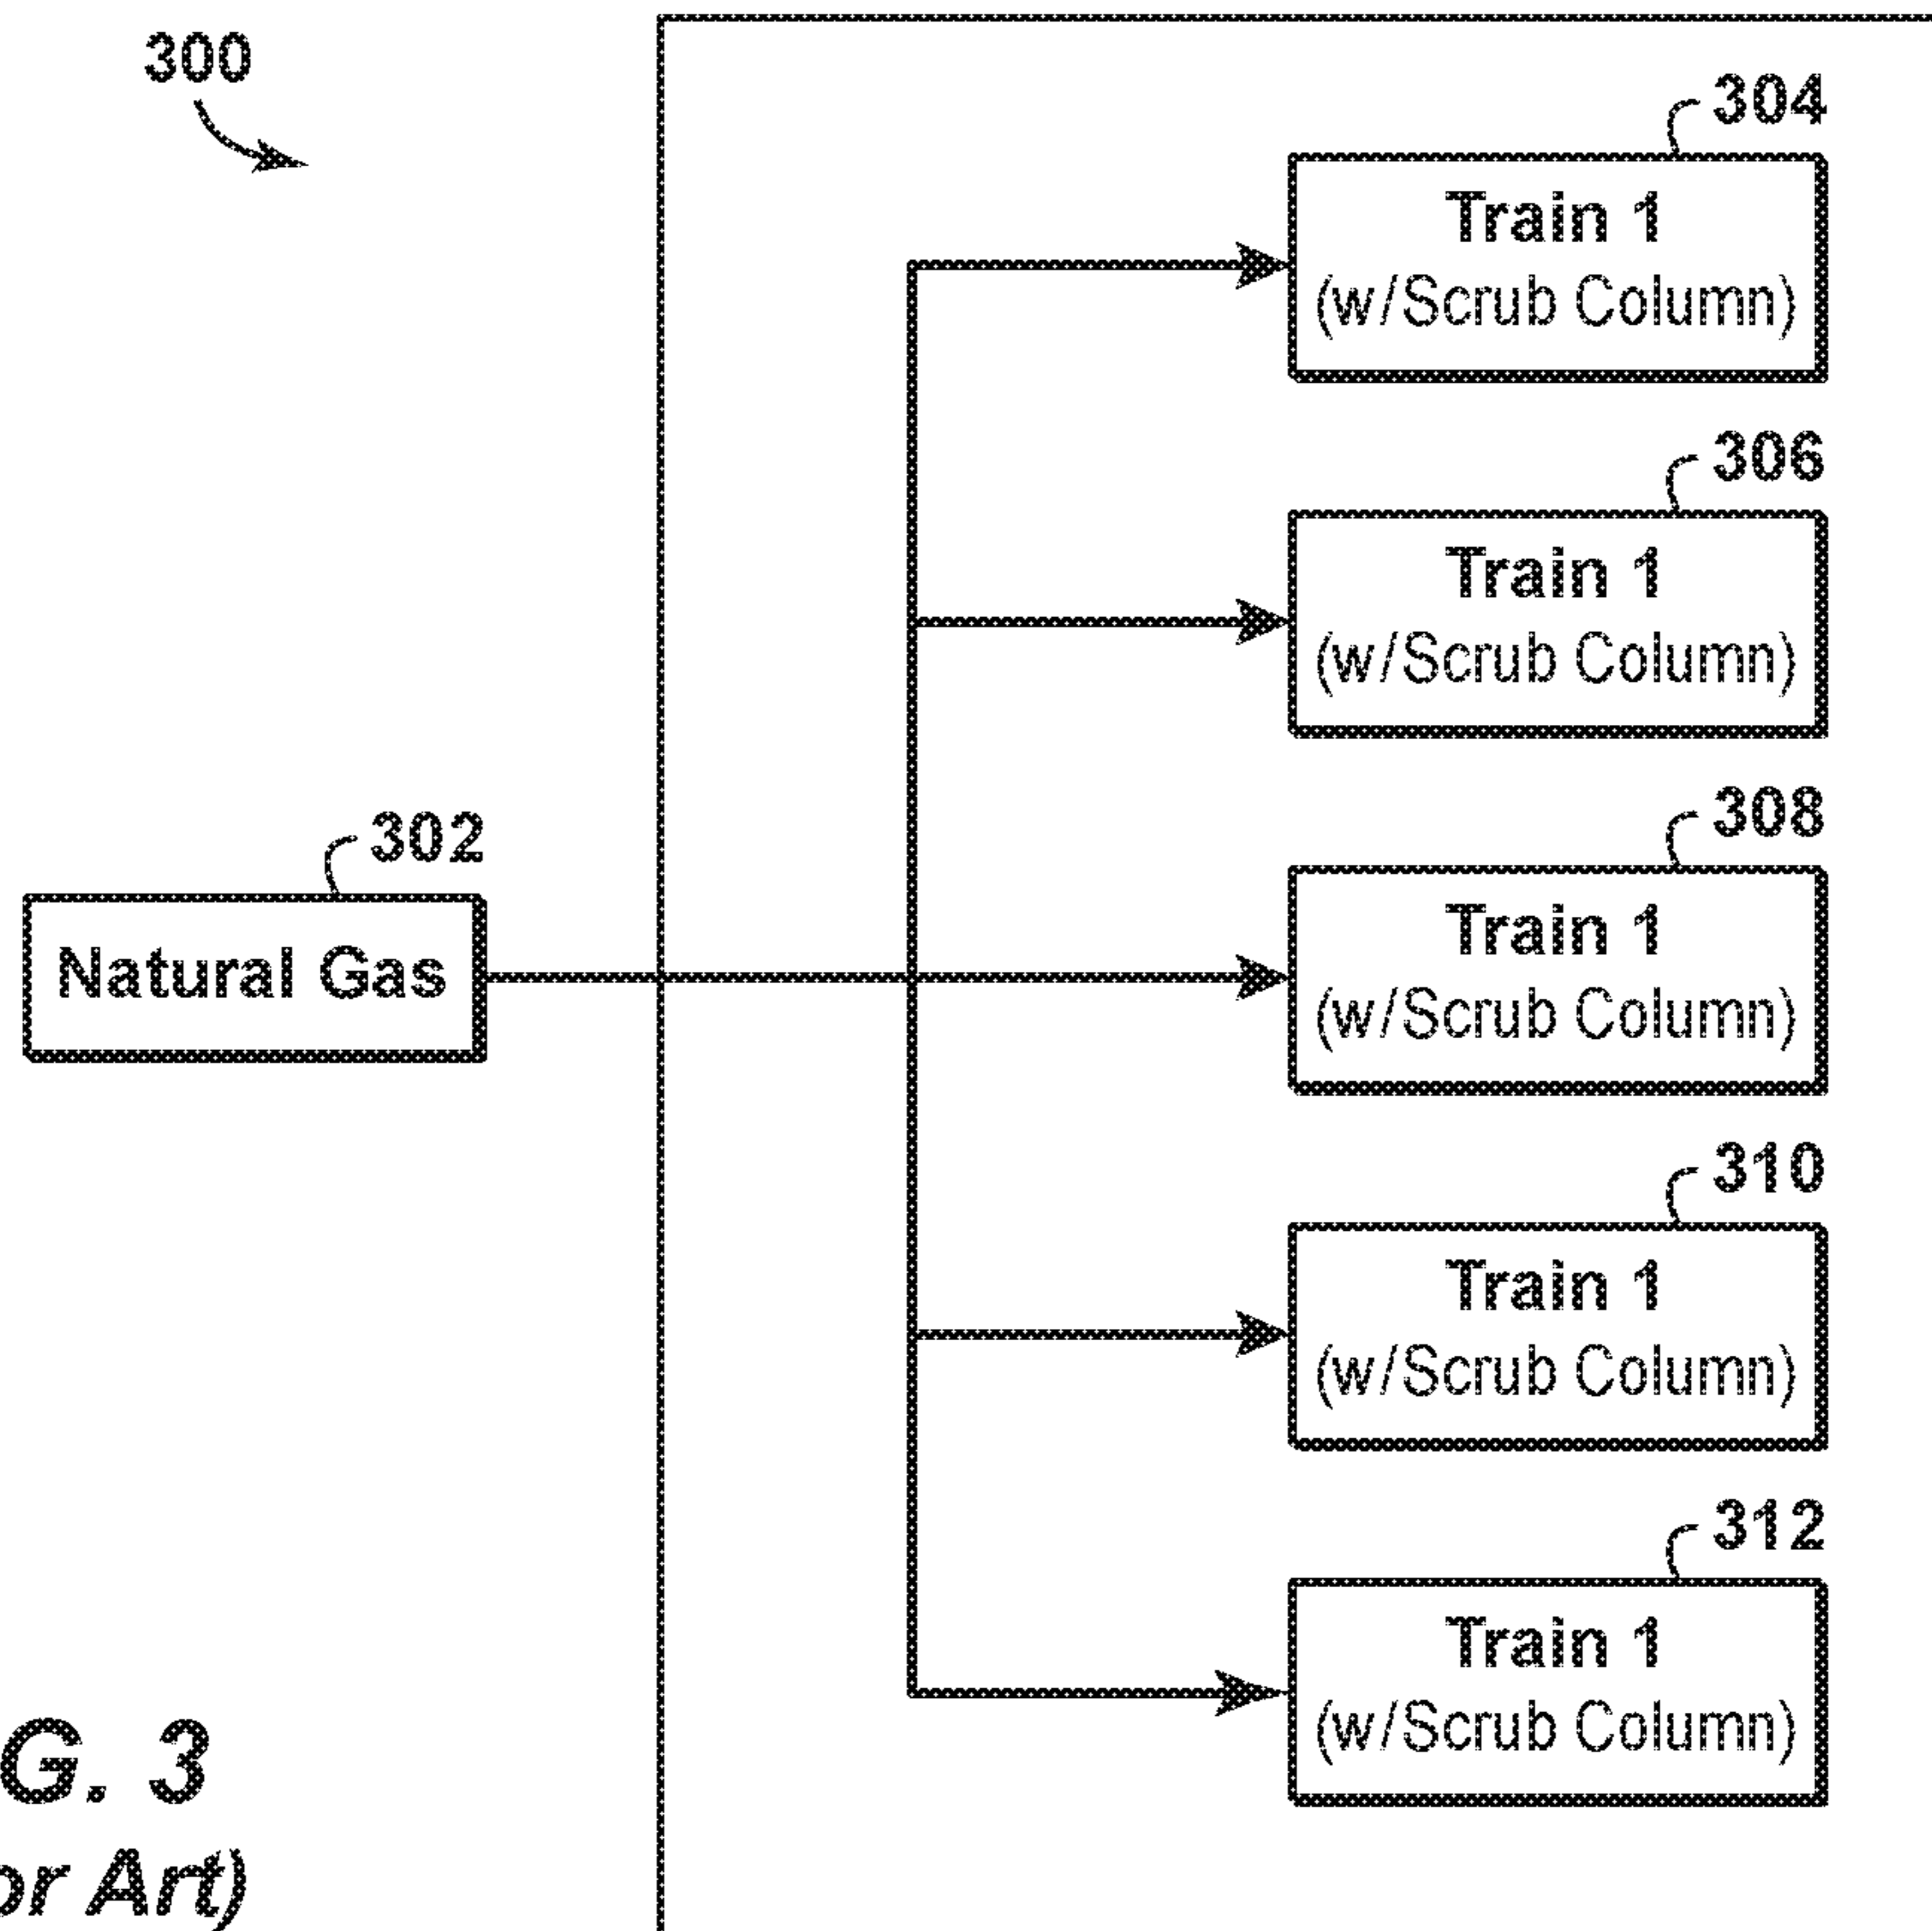 300
304
Train 1
(w/Scrub Column)
306
Train 1
(w/Scrub Column)
302
Natural Gas
308
Train 1
(w/Scrub Column)
310
Train 1
(w/Scrub Column)
312
Train 1
(w/Scrub Column)
G. 3
or Art)